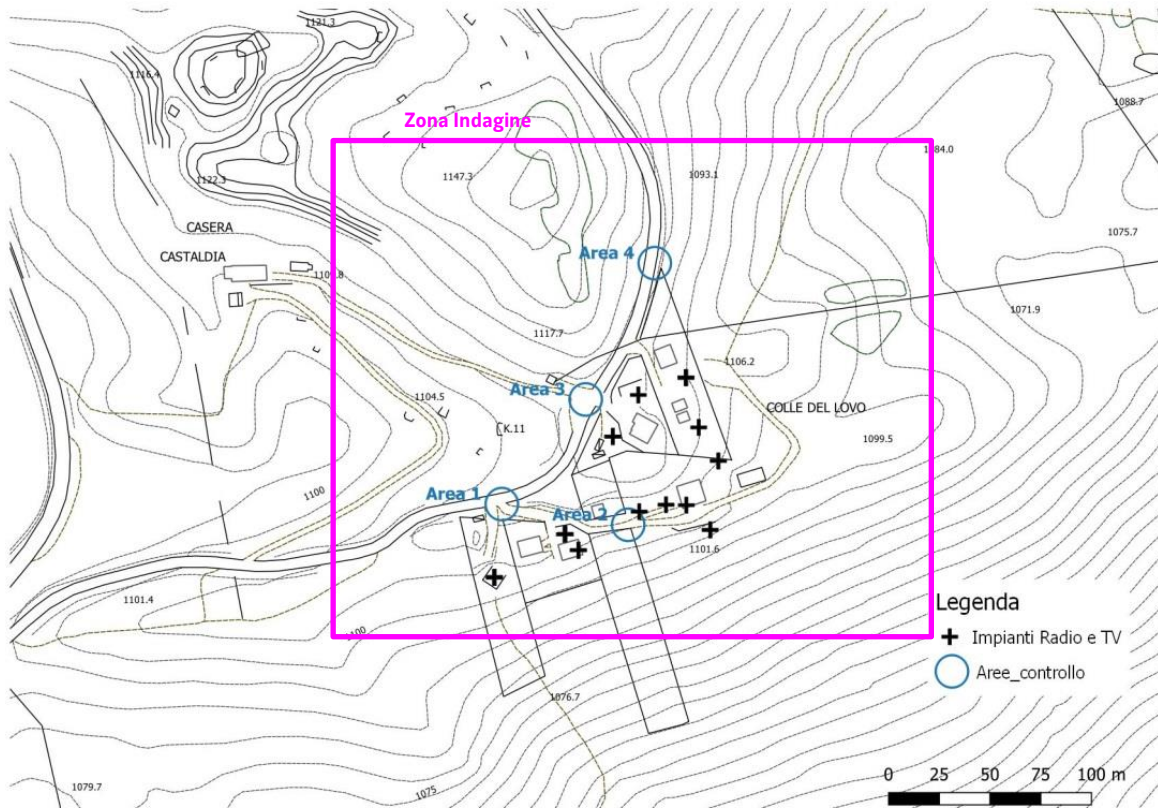 1121.3
1116.4
1088.7
Zona Indagine
1084.0
1147.3
1093.1
1122.3
CASERA
CASTALDIA
Area 4
1075.7
1071.9
1117.7
1106.2
Area 3
1104.5
COLLE DEL LOVO
K.11
1099.5
1100
Area 1
Area 2
1101.6
1101.4
Legenda
Impianti Radio e TV
Aree_controllo
1076.7
1079.7
1075
0 25 50 75 100 m